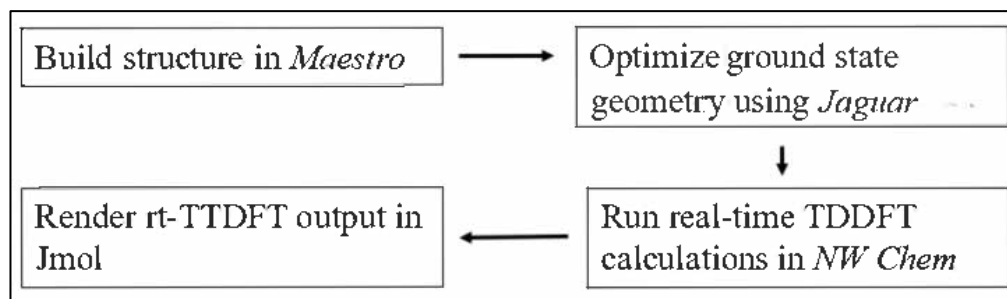 Build structure in Maestro
Optimize ground state
geometry using Jaguar
Run real-time TDDFT
calculations in NW Chem
Render rt-TTDFT output in
Jmol